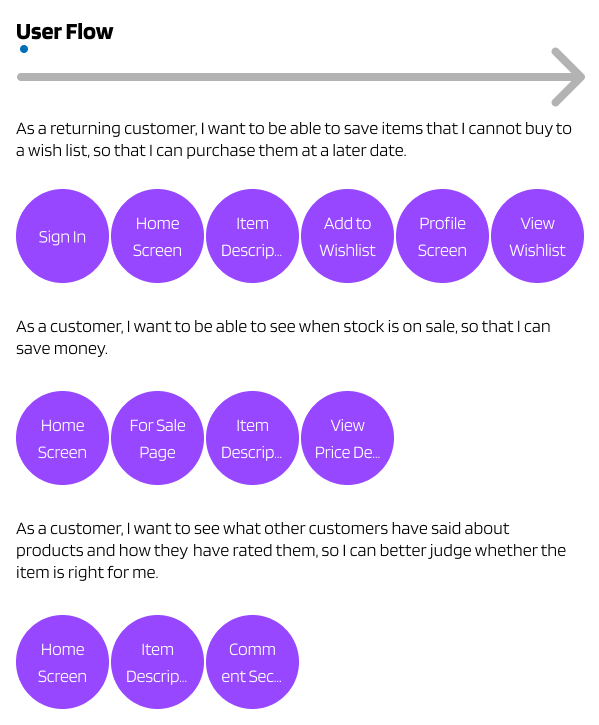 User Flow
As a returning customer, I want to be able to save items that I cannot buy to
a wish list, so that I can purchase them at a later date.
Sign In
Home
Screen
Item
Descrip...
Add to
Wishlist
Profile
Screen
View
Wishlist
As a customer, I want to be able to see when stock is on sale, so that I can
save money.
Home
Screen
For Sale
Page
Item
Descrip...
View
Price De...
As a customer, I want to see what other customers have said about
products and how they have rated them, so I can better judge whether the
item is right for me.
Home
Screen
Item
Descrip...
Comm
ent Sec...